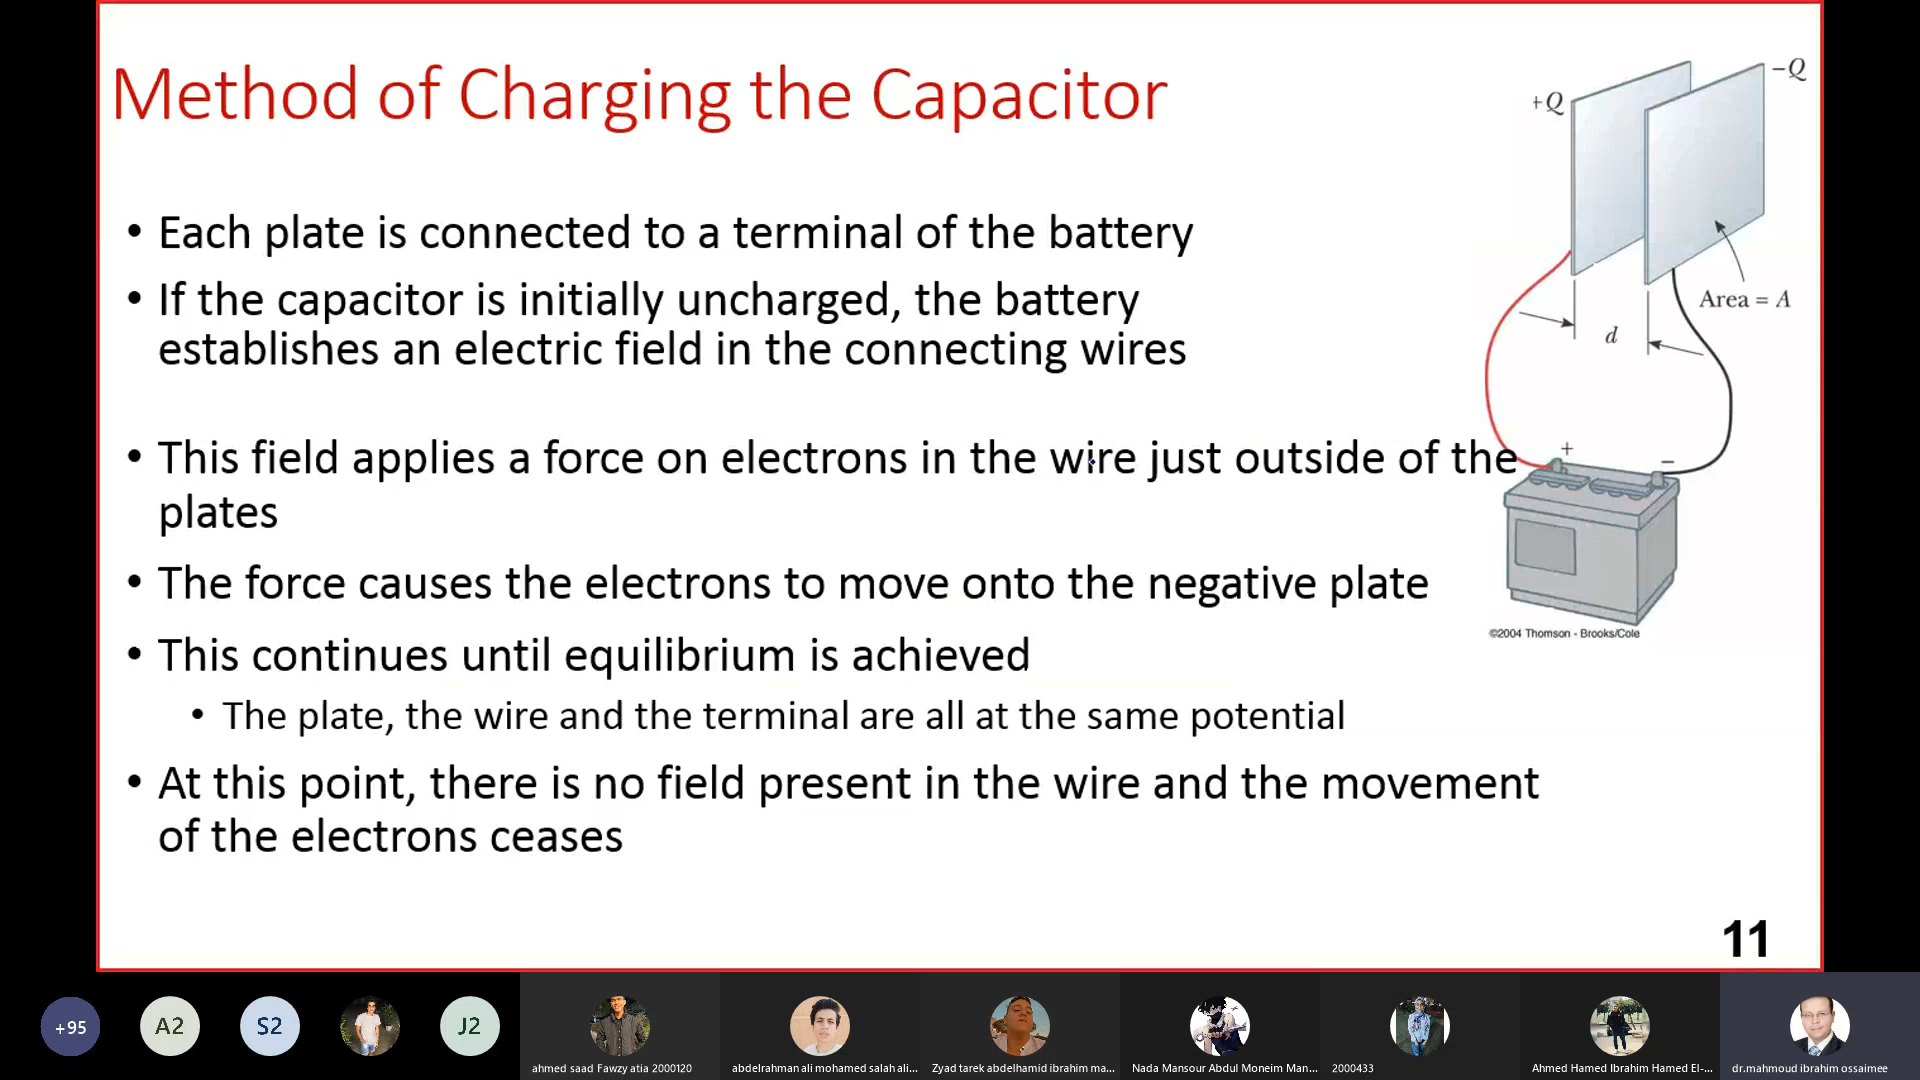 Method of Charging the Capacitor
• Each plate is connected to a terminal of the battery
• If the capacitor is initially uncharged, the battery
establishes an electric field in the connecting wires
• This field applies a force on electrons in the wire just outside of the
plates
• The force causes the electrons to move onto the negative plate
• This continues until equilibrium is achieved
• The plate, the wire and the terminal are all at the same potential
• At this point, there is no field present in the wire and the movement
of the electrons ceases
−Q
+Q
Area = A
d
+
−
©2004 Thomson - Brooks/Cole
11
+95
A2
S2
J2
ahmed saad Fawzy atia 2000120
abdelrahman ali mohamed salah ali...
Zyad tarek abdelhamid ibrahim ma...
Nada Mansour Abdul Moneim Man...
2000433
Ahmed Hamed Ibrahim Hamed El-...
dr.mahmoud ibrahim ossaimee